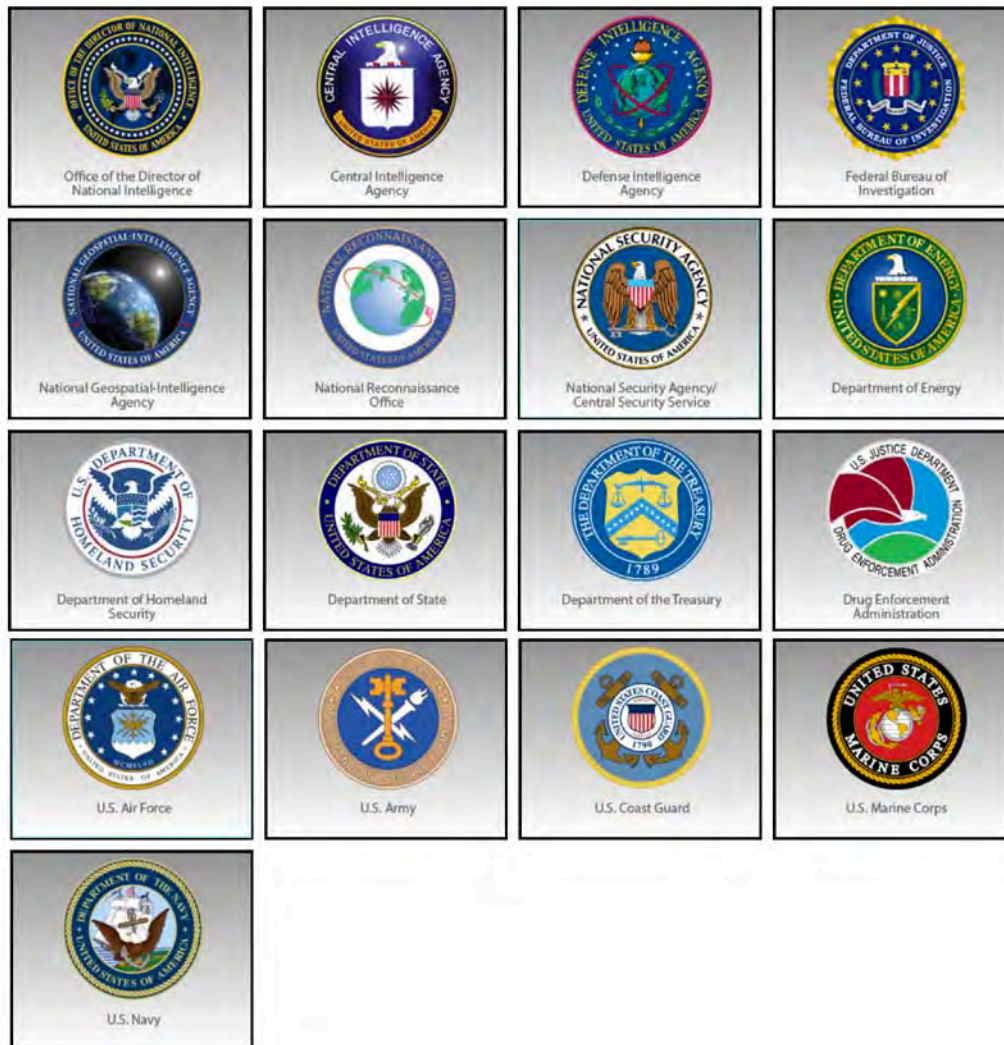 OFFICE OF THE DIRECTOR OF NATIONAL INTELLIGENCE
UNITED STATES OF AMERICA
Office of the Director of
National Intelligence
CENTRAL INTELLIGENCE AGENCY
UNITED STATES OF AMERICA
Central Intelligence
Agency
DEFENSE INTELLIGENCE AGENCY
UNITED STATES OF AMERICA
Defense Intelligence
Agency
DEPARTMENT OF JUSTICE
FEDERAL BUREAU OF INVESTIGATION
Federal Bureau of
Investigation
NATIONAL GEOSPATIAL-INTELLIGENCE AGENCY
UNITED STATES OF AMERICA
National Geospatial-Intelligence
Agency
NATIONAL RECONNAISSANCE OFFICE
UNITED STATES OF AMERICA
National Reconnaissance
Office
NATIONAL SECURITY AGENCY
UNITED STATES OF AMERICA
National Security Agency/
Central Security Service
DEPARTMENT OF ENERGY
UNITED STATES OF AMERICA
Department of Energy
U.S. DEPARTMENT OF
HOMELAND SECURITY
Department of Homeland
Security
DEPARTMENT OF STATE
UNITED STATES OF AMERICA
Department of State
THE DEPARTMENT OF THE TREASURY
1789
Department of the Treasury
U.S. JUSTICE DEPARTMENT
DRUG ENFORCEMENT ADMINISTRATION
Drug Enforcement
Administration
DEPARTMENT OF THE AIR FORCE
MCMXLVII
UNITED STATES OF AMERICA
U.S. Air Force
U.S. Army
UNITED STATES COAST GUARD
1790
U.S. Coast Guard
UNITED STATES
MARINE CORPS
U.S. Marine Corps
DEPARTMENT OF THE NAVY
UNITED STATES OF AMERICA
U.S. Navy